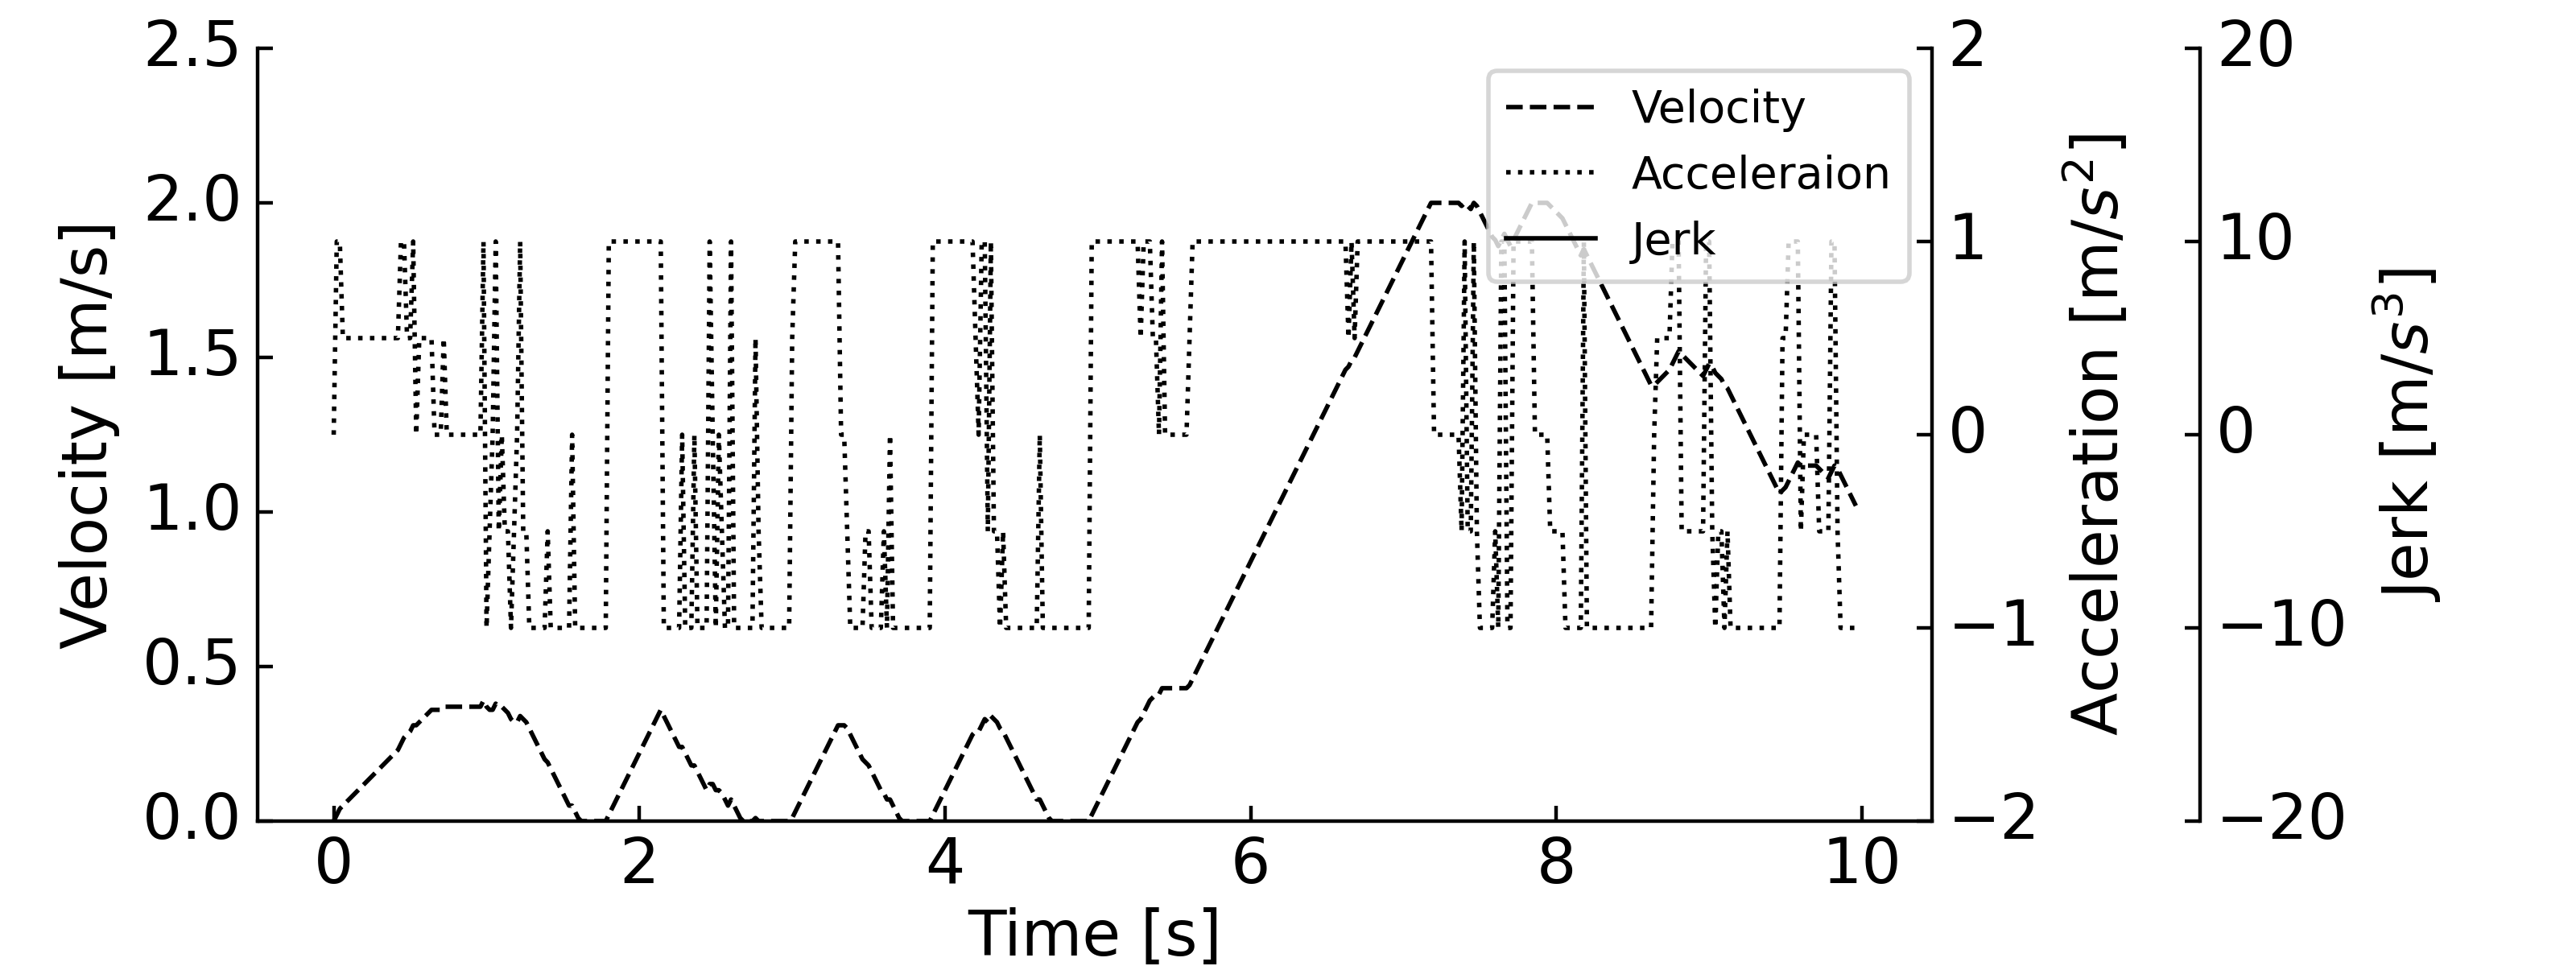 2.5
2.0
1.5
1.0
0.5
0.0
Velocity [m/s]
0 2 4 6 8 10
Time [s]
Velocity
Acceleraion
Jerk
2
1
0
−1
−2
Acceleration [m/s²]
20
10
0
−10
−20
Jerk [m/s³]